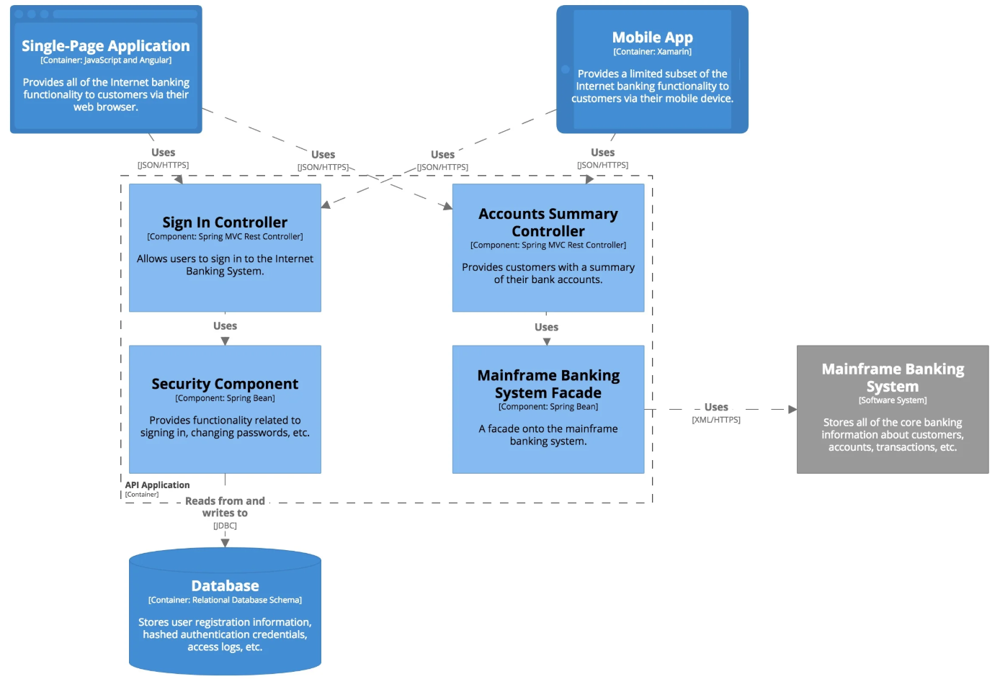 Single-Page Application
[Container: JavaScript and Angular]
Provides all of the Internet banking
functionality to customers via their
web browser.
Mobile App
[Container: Xamarin]
Provides a limited subset of the
Internet banking functionality to
customers via their mobile device.
Uses
[JSON/HTTPS]
Uses
[JSON/HTTPS]
Uses
[JSON/HTTPS]
Uses
[JSON/HTTPS]
Sign In Controller
[Component: Spring MVC Rest Controller]
Allows users to sign in to the Internet
Banking System.
Accounts Summary
Controller
[Component: Spring MVC Rest Controller]
Provides customers with a summary
of their bank accounts.
Uses
Uses
Security Component
[Component: Spring Bean]
Provides functionality related to
signing in, changing passwords, etc.
Mainframe Banking
System Facade
[Component: Spring Bean]
A facade onto the mainframe
banking system.
Uses
[XML/HTTPS]
Mainframe Banking
System
[Software System]
Stores all of the core banking
information about customers,
accounts, transactions, etc.
API Application
[Container]
Reads from and
writes to
[JDBC]
Database
[Container: Relational Database Schema]
Stores user registration information,
hashed authentication credentials,
access logs, etc.